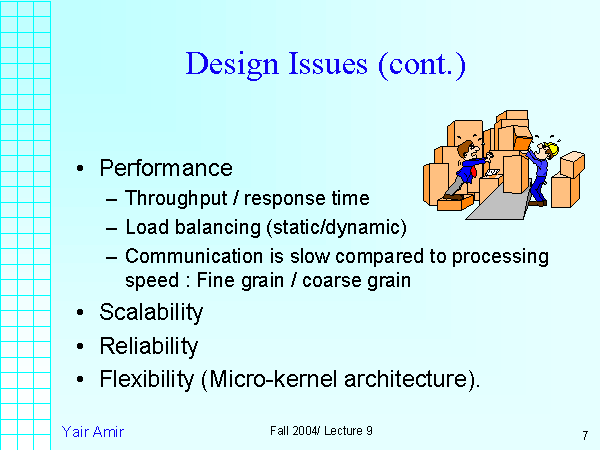 Design Issues (cont.)
• Performance
– Throughput / response time
– Load balancing (static/dynamic)
– Communication is slow compared to processing
speed : Fine grain / coarse grain
• Scalability
• Reliability
• Flexibility (Micro-kernel architecture).
Yair Amir
Fall 2004/ Lecture 9
7